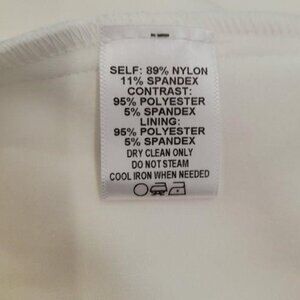 SELF: 89% NYLON
11% SPANDEX
CONTRAST:
95% POLYESTER
5% SPANDEX
LINING:
95% POLYESTER
5% SPANDEX
DRY CLEAN ONLY
DO NOT STEAM
COOL IRON WHEN NEEDED